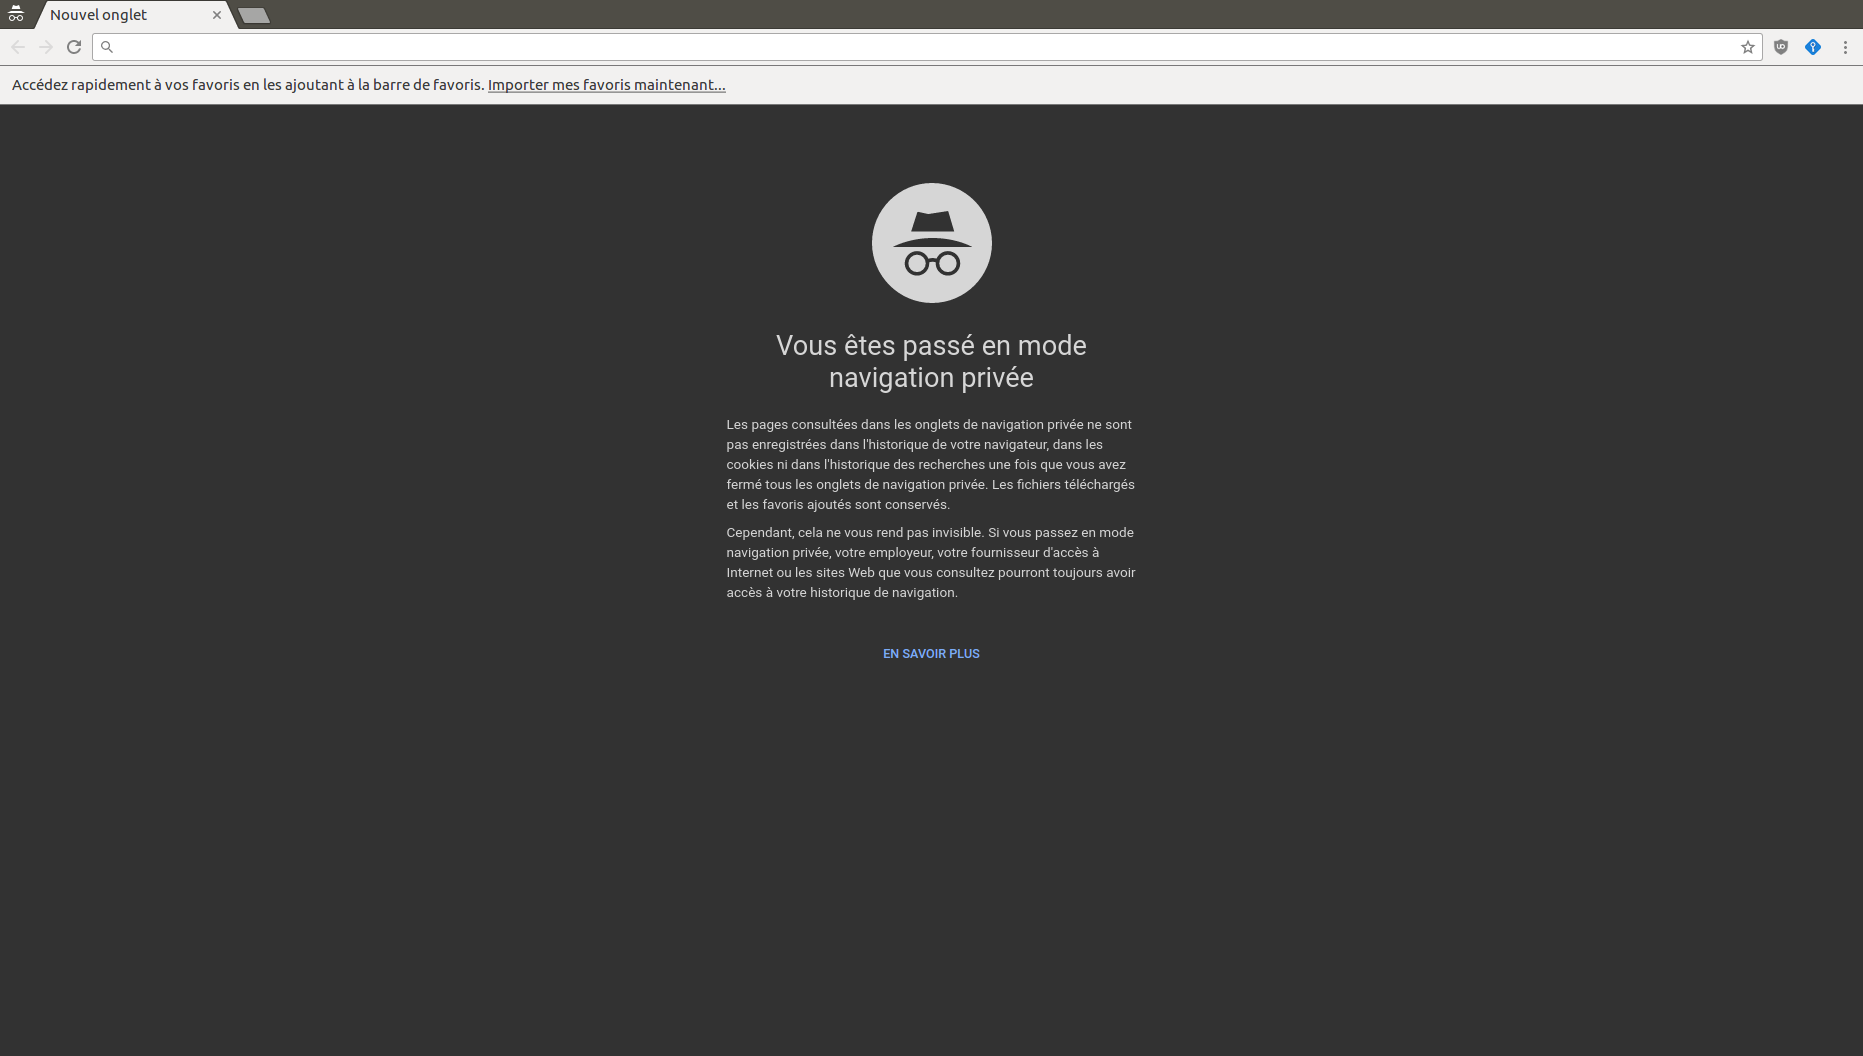 Nouvel onglet
Accédez rapidement à vos favoris en les ajoutant à la barre de favoris. Importer mes favoris maintenant...
Vous êtes passé en mode
navigation privée
Les pages consultées dans les onglets de navigation privée ne sont
pas enregistrées dans l'historique de votre navigateur, dans les
cookies ni dans l'historique des recherches une fois que vous avez
fermé tous les onglets de navigation privée. Les fichiers téléchargés
et les favoris ajoutés sont conservés.
Cependant, cela ne vous rend pas invisible. Si vous passez en mode
navigation privée, votre employeur, votre fournisseur d'accès à
Internet ou les sites Web que vous consultez pourront toujours avoir
accès à votre historique de navigation.
EN SAVOIR PLUS